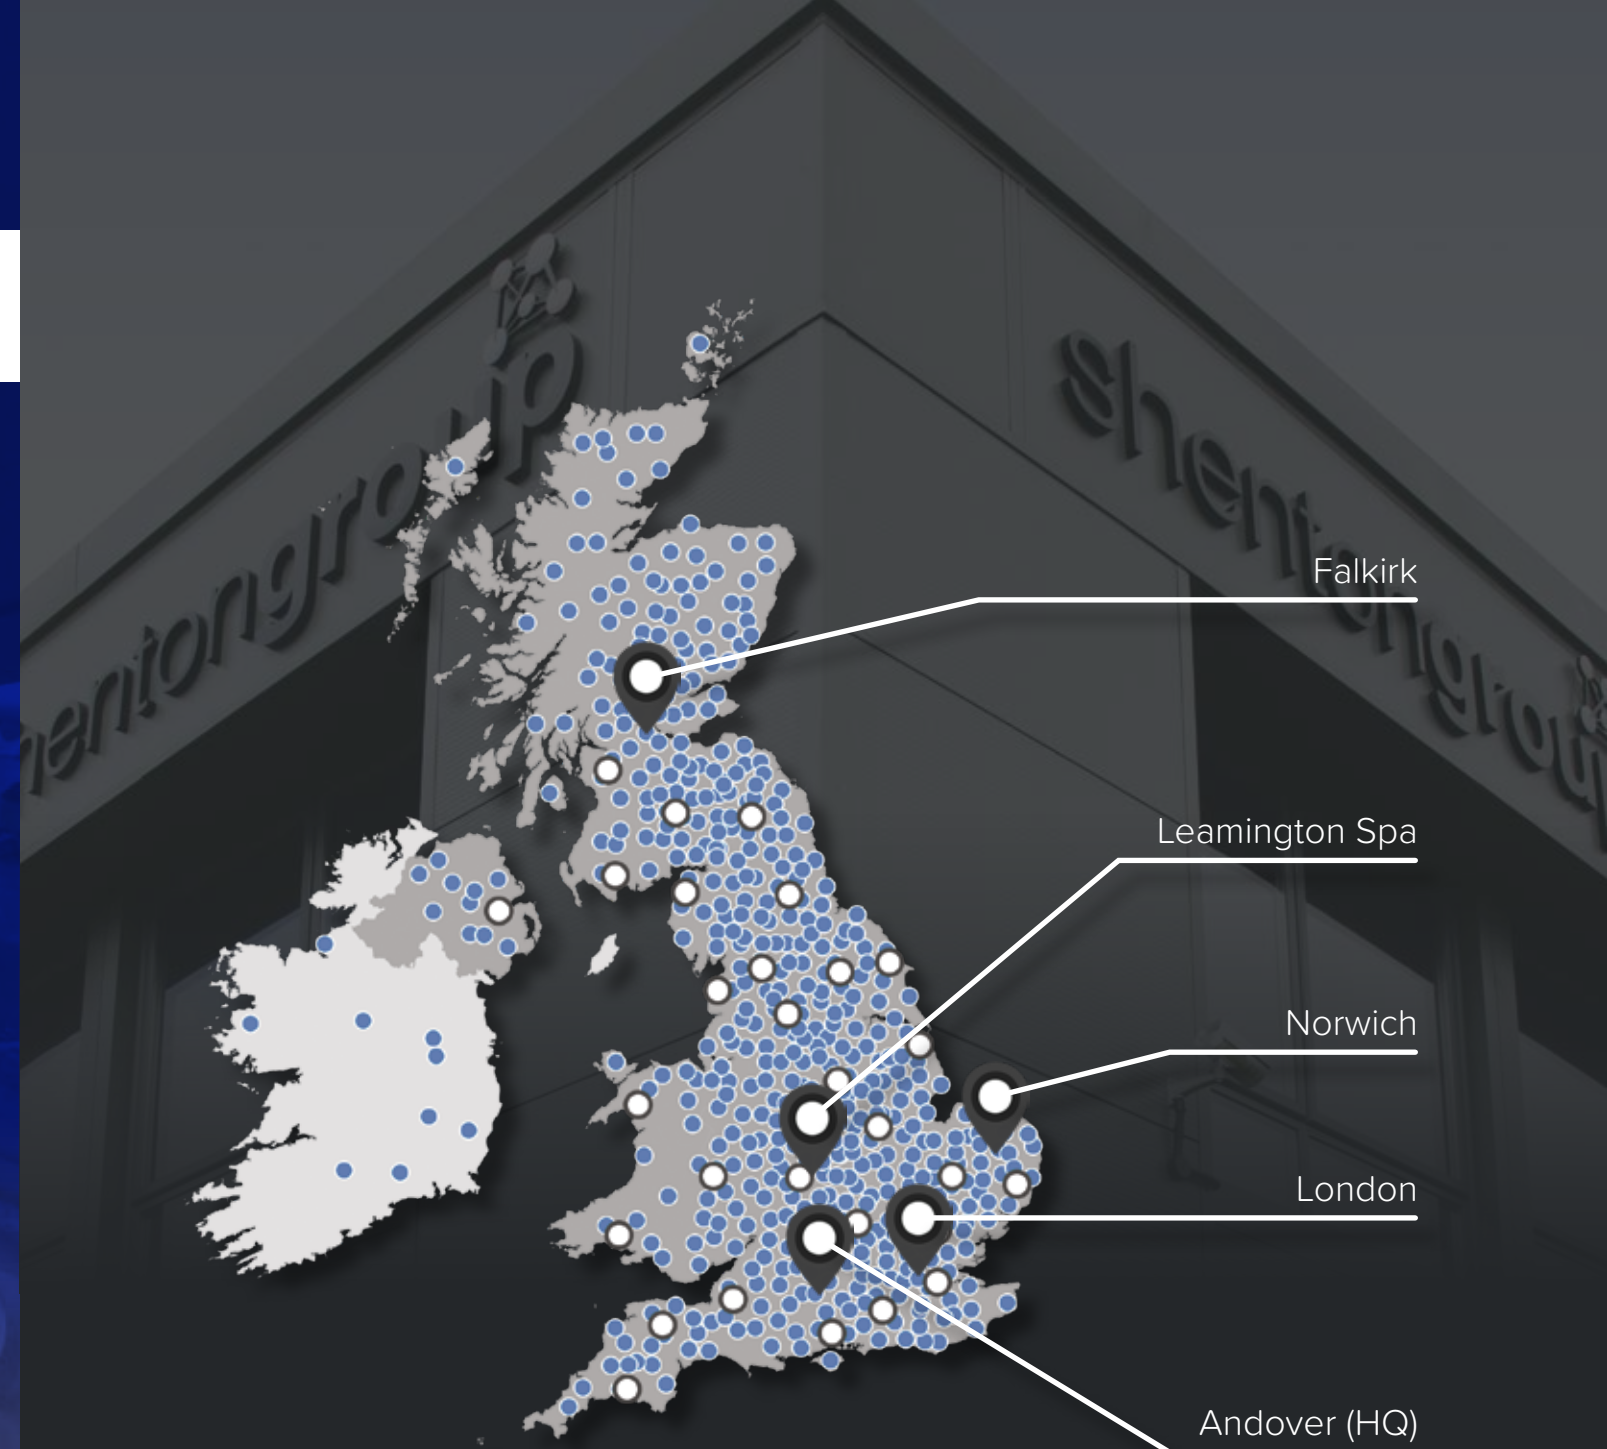 shentongroup
shentongroup
Falkirk
Leamington Spa
Norwich
London
Andover (HQ)